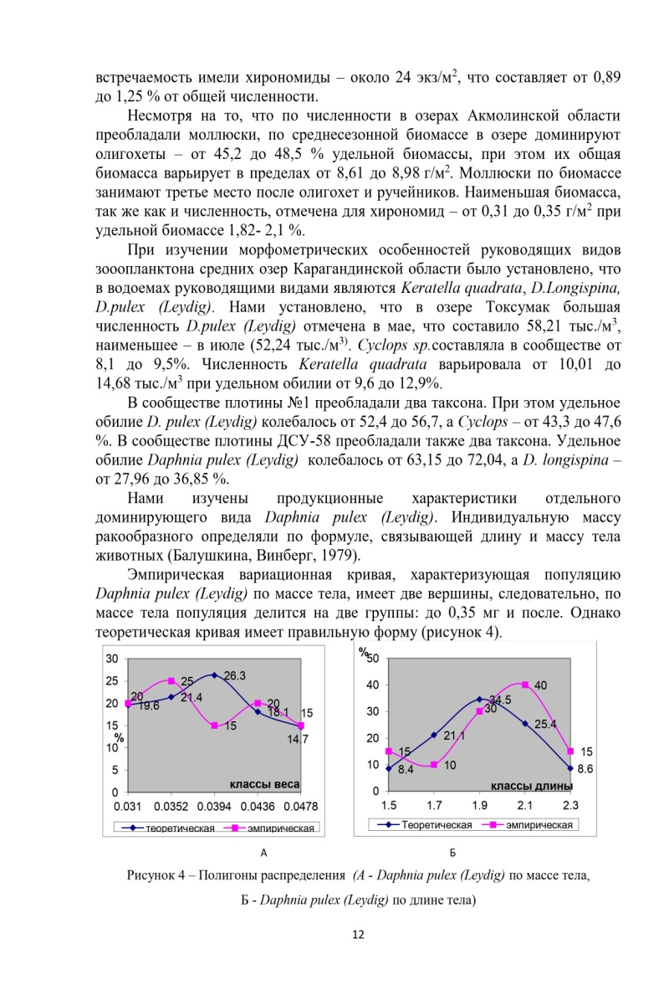 встречаемость имели хирономиды – около 24 экз/м², что составляет от 0,89
до 1,25 % от общей численности.
Несмотря на то, что по численности в озерах Акмолинской области
преобладали моллюски, по среднесезонной биомассе в озере доминируют
олигохеты – от 45,2 до 48,5 % удельной биомассы, при этом их общая
биомасса варьирует в пределах от 8,61 до 8,98 г/м². Моллюски по биомассе
занимают третье место после олигохет и ручейников. Наименьшая биомасса,
так же как и численность, отмечена для хирономид – от 0,31 до 0,35 г/м² при
удельной биомассе 1,82- 2,1 %.
При изучении морфометрических особенностей руководящих видов
зооопланктона средних озер Карагандинской области было установлено, что
в водоемах руководящими видами являются Keratella quadrata, D.Longispina,
D.pulex (Leydig). Нами установлено, что в озере Токсумак большая
численность D.pulex (Leydig) отмечена в мае, что составило 58,21 тыс./м³,
наименьшее – в июле (52,24 тыс./м³⁾. Cyclops sp.составляла в сообществе от
8,1 до 9,5%. Численность Keratella quadrata варьировала от 10,01 до
14,68 тыс./м³ при удельном обилии от 9,6 до 12,9%.
В сообществе плотины №1 преобладали два таксона. При этом удельное
обилие D. pulex (Leydig) колебалось от 52,4 до 56,7, а Cyclops – от 43,3 до 47,6
%. В сообществе плотины ДСУ-58 преобладали также два таксона. Удельное
обилие Daphnia pulex (Leydig) колебалось от 63,15 до 72,04, а D. longispina –
от 27,96 до 36,85 %.
Нами изучены продукционные характеристики отдельного
доминирующего вида Daphnia pulex (Leydig). Индивидуальную массу
ракообразного определяли по формуле, связывающей длину и массу тела
животных (Балушкина, Винберг, 1979).
Эмпирическая вариационная кривая, характеризующая популяцию
Daphnia pulex (Leydig) по массе тела, имеет две вершины, следовательно, по
массе тела популяция делится на две группы: до 0,35 мг и после. Однако
теоретическая кривая имеет правильную форму (рисунок 4).
30
25
20
15
%
10
5
0
20
19.6
25
21.4
26.3
15
20
18.1
15
14.7
классы веса
0.031 0.0352 0.0394 0.0436 0.0478
теоретическая эмпирическая
%
50
40
30
20
10
0
15
8.4
21.1
10
34.5
30
40
25.4
15
8.6
классы длины
1.5 1.7 1.9 2.1 2.3
Теоретическая эмпирическая
А Б
Рисунок 4 – Полигоны распределения (А - Daphnia pulex (Leydig) по массе тела,
Б - Daphnia pulex (Leydig) по длине тела)
12